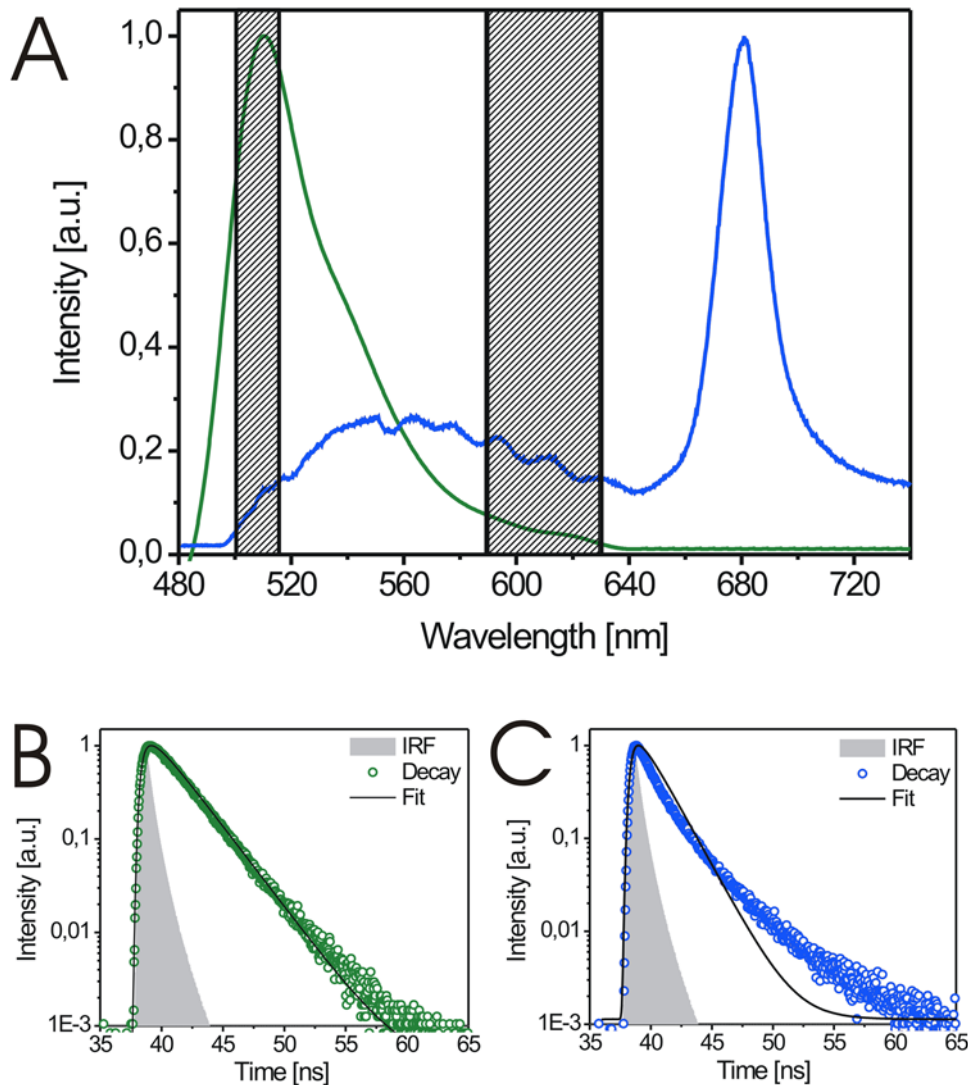 A
Intensity [a.u.]
1,0
0,8
0,6
0,4
0,2
0,0
480 520 560 600 640 680 720
Wavelength [nm]
B
Intensity [a.u.]
1
0,1
0,01
1E-3
IRF
Decay
Fit
35 40 45 50 55 60 65
Time [ns]
C
Intensity [a.u.]
1
0,1
0,01
1E-3
IRF
Decay
Fit
35 40 45 50 55 60 65
Time [ns]